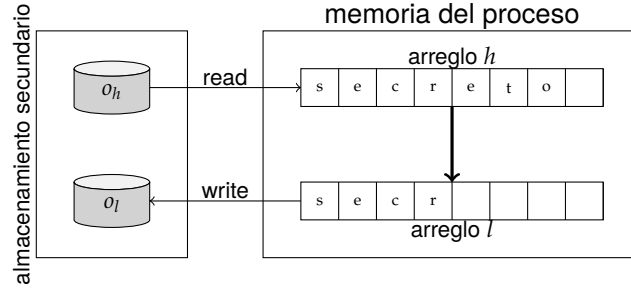 memoria del proceso
almacenamiento secundario
arreglo h
o_h read s e c r e t o
o_l write s e c r
arreglo l